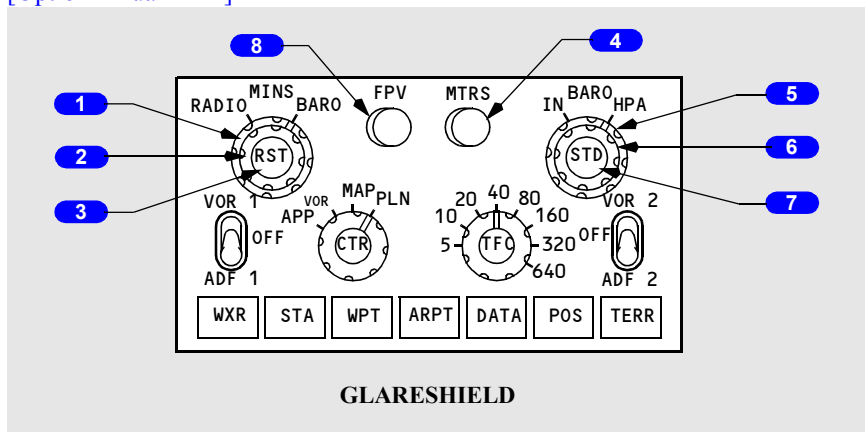 8
4
MINS
FPV
MTRS
BARO
1
RADIO
BARO
IN
HPA
5
2
RST
STD
6
3
7
VOR 1
OFF
ADF 1
APP
VOR
MAP
PLN
CTR
5
10
20
40
80
160
320
640
TFC
VOR 2
OFF
ADF 2
WXR STA WPT ARPT DATA POS TERR
GLARESHIELD